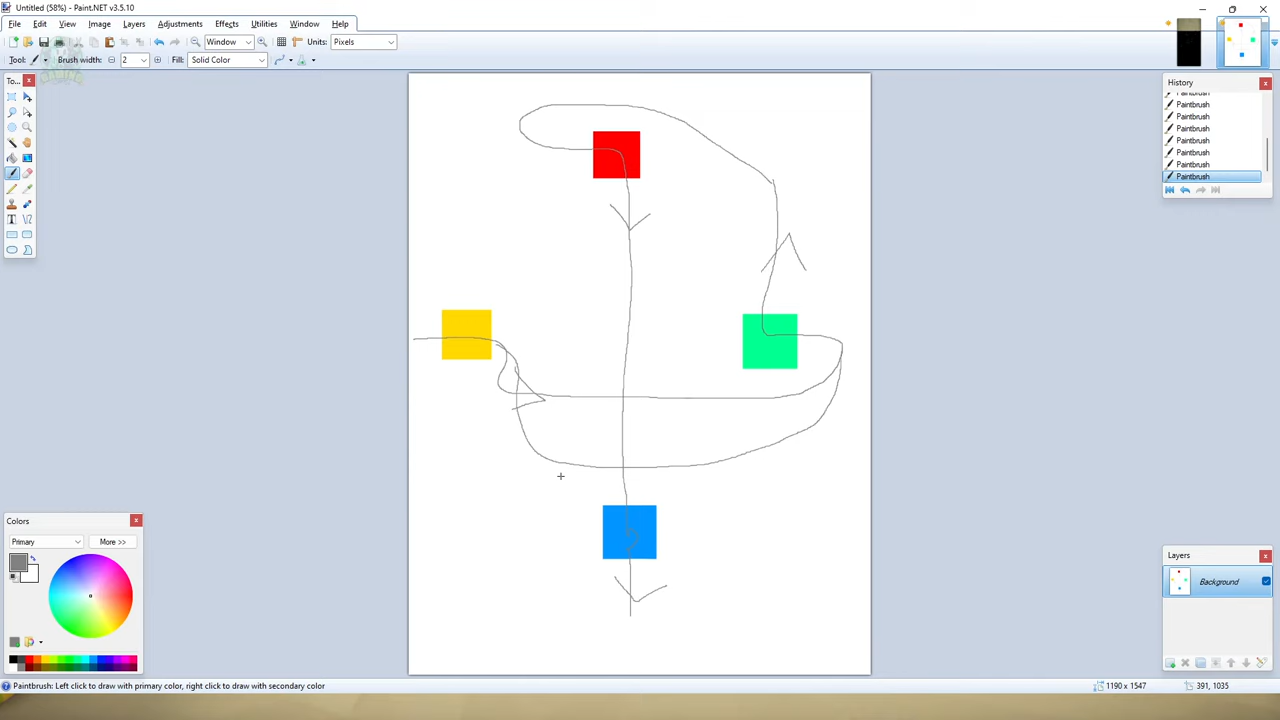 Untitled (58%) - Paint.NET v3.5.10
File Edit View Image Layers Adjustments Effects Utilities Window Help
Window Units: Pixels
Tool: Brush width: 2 Fill: Solid Color
To...
History
Paintbrush
Paintbrush
Paintbrush
Paintbrush
Paintbrush
Paintbrush
Paintbrush
Paintbrush
?
Colors
Primary More >>
Layers
Background
Paintbrush: Left click to draw with primary color, right click to draw with secondary color 1190 x 1547 391, 1035